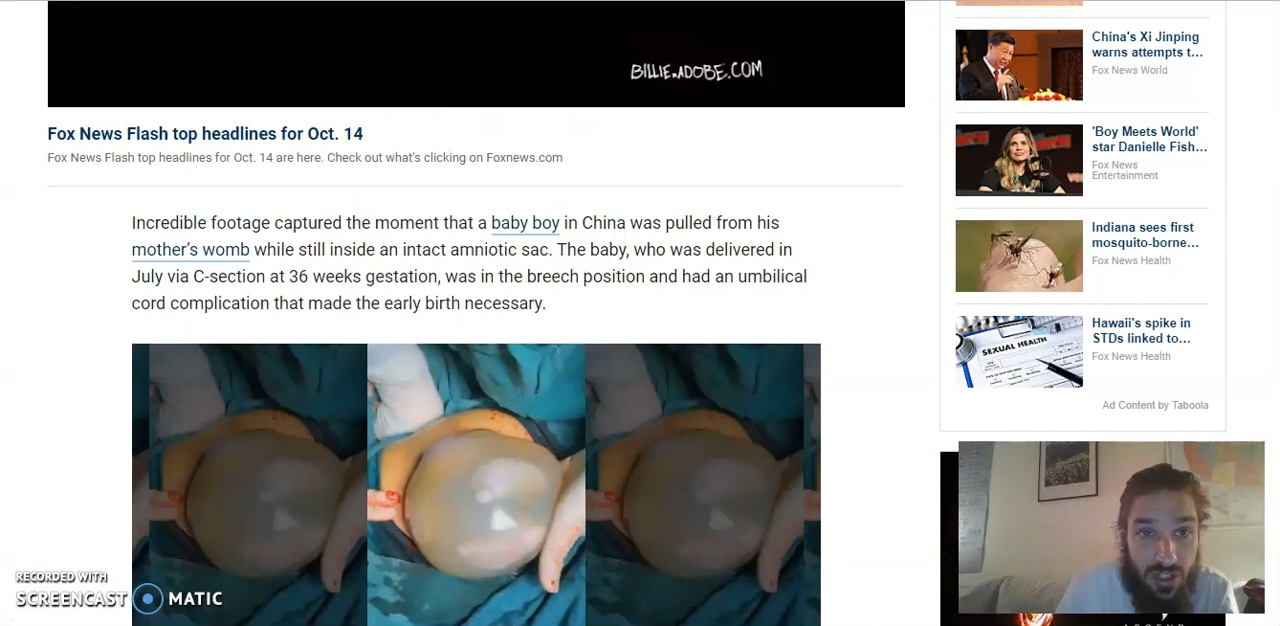 BILLIE.ADOBE.COM
Fox News Flash top headlines for Oct. 14
Fox News Flash top headlines for Oct. 14 are here. Check out what's clicking on Foxnews.com
Incredible footage captured the moment that a baby boy in China was pulled from his
mother's womb while still inside an intact amniotic sac. The baby, who was delivered in
July via C-section at 36 weeks gestation, was in the breech position and had an umbilical
cord complication that made the early birth necessary.
RECORDED WITH
SCREENCAST MATIC
China's Xi Jinping
warns attempts t...
Fox News World
'Boy Meets World'
star Danielle Fish...
Fox News
Entertainment
Indiana sees first
mosquito-borne...
Fox News Health
SEXUAL HEALTH
Hawaii's spike in
STDs linked to...
Fox News Health
Ad Content by Taboola